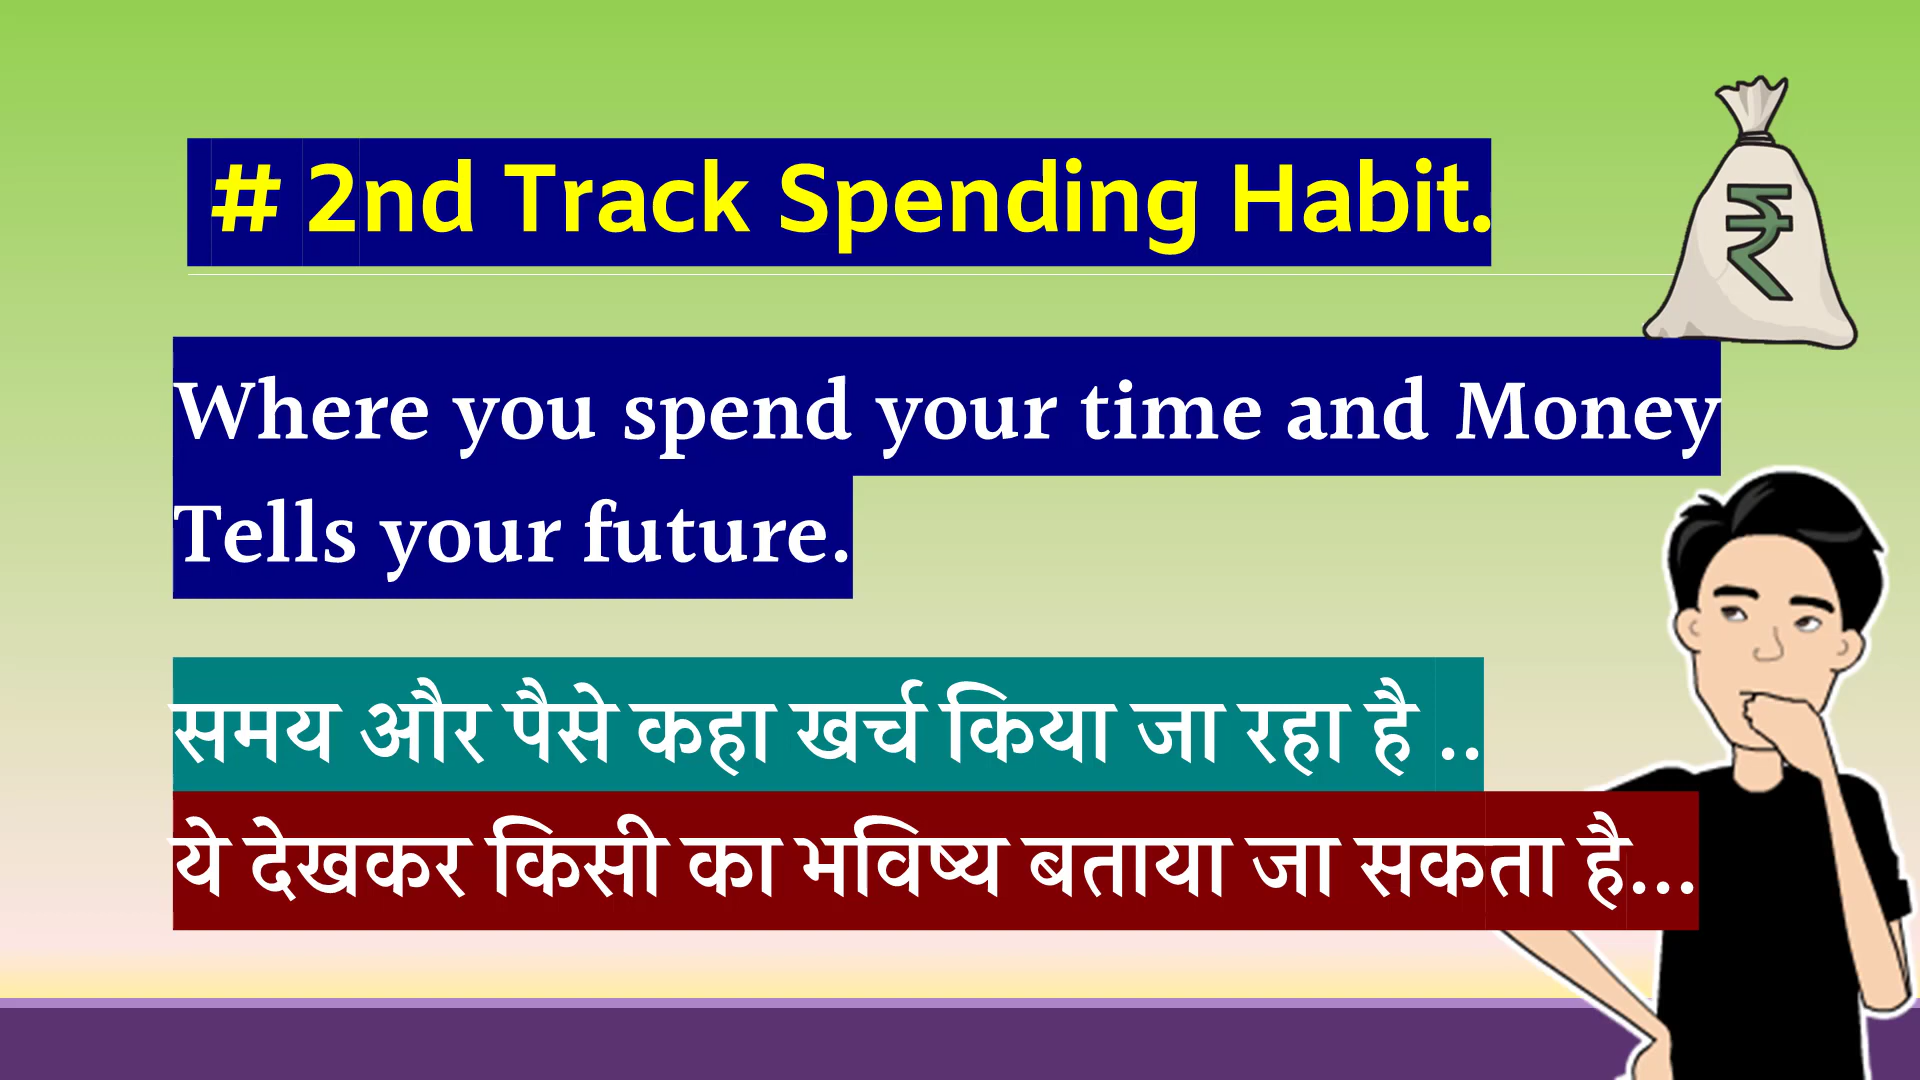 # 2nd Track Spending Habit.
Where you spend your time and Money
Tells your future.
समय और पैसे कहा खर्च किया जा रहा है ..
ये देखकर किसी का भविष्य बताया जा सकता है...
₹